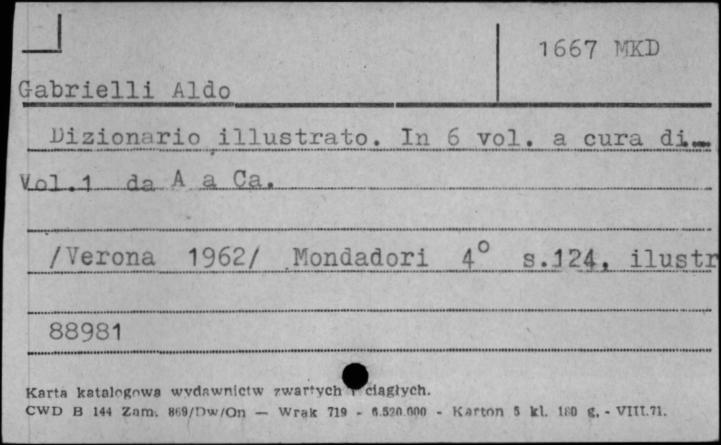 1667 MKD
Gabrielli Aldo
Dizionario illustrato. In 6 vol. a cura di...
Vol.1 da A a Ca.
/Verona 1962/ Mondadori 4° s.124, ilustr
88981
Karta katalogowa wydawnictw zwartych i ciągłych.
CWD B 144 Zam. 869/Dw/On — Wrak 719 - 6.520.000 - Karton 5 kl. 180 g. - VIII.71.